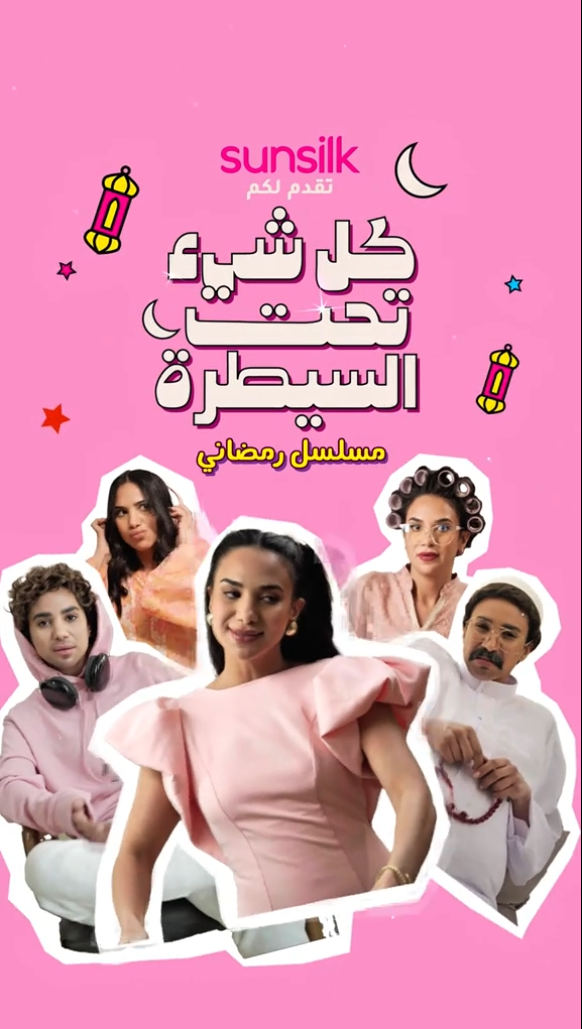 sunsilk
تقدم لكم
كل شيء
تحت
السيطرة
مسلسل رمضاني